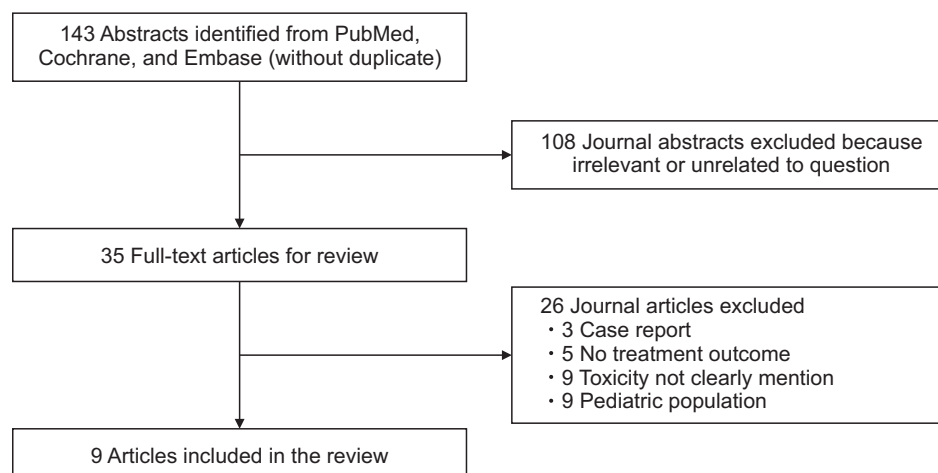 143 Abstracts identified from PubMed,
Cochrane, and Embase (without duplicate)
108 Journal abstracts excluded because
irrelevant or unrelated to question
35 Full-text articles for review
26 Journal articles excluded
・3 Case report
・5 No treatment outcome
・9 Toxicity not clearly mention
・9 Pediatric population
9 Articles included in the review